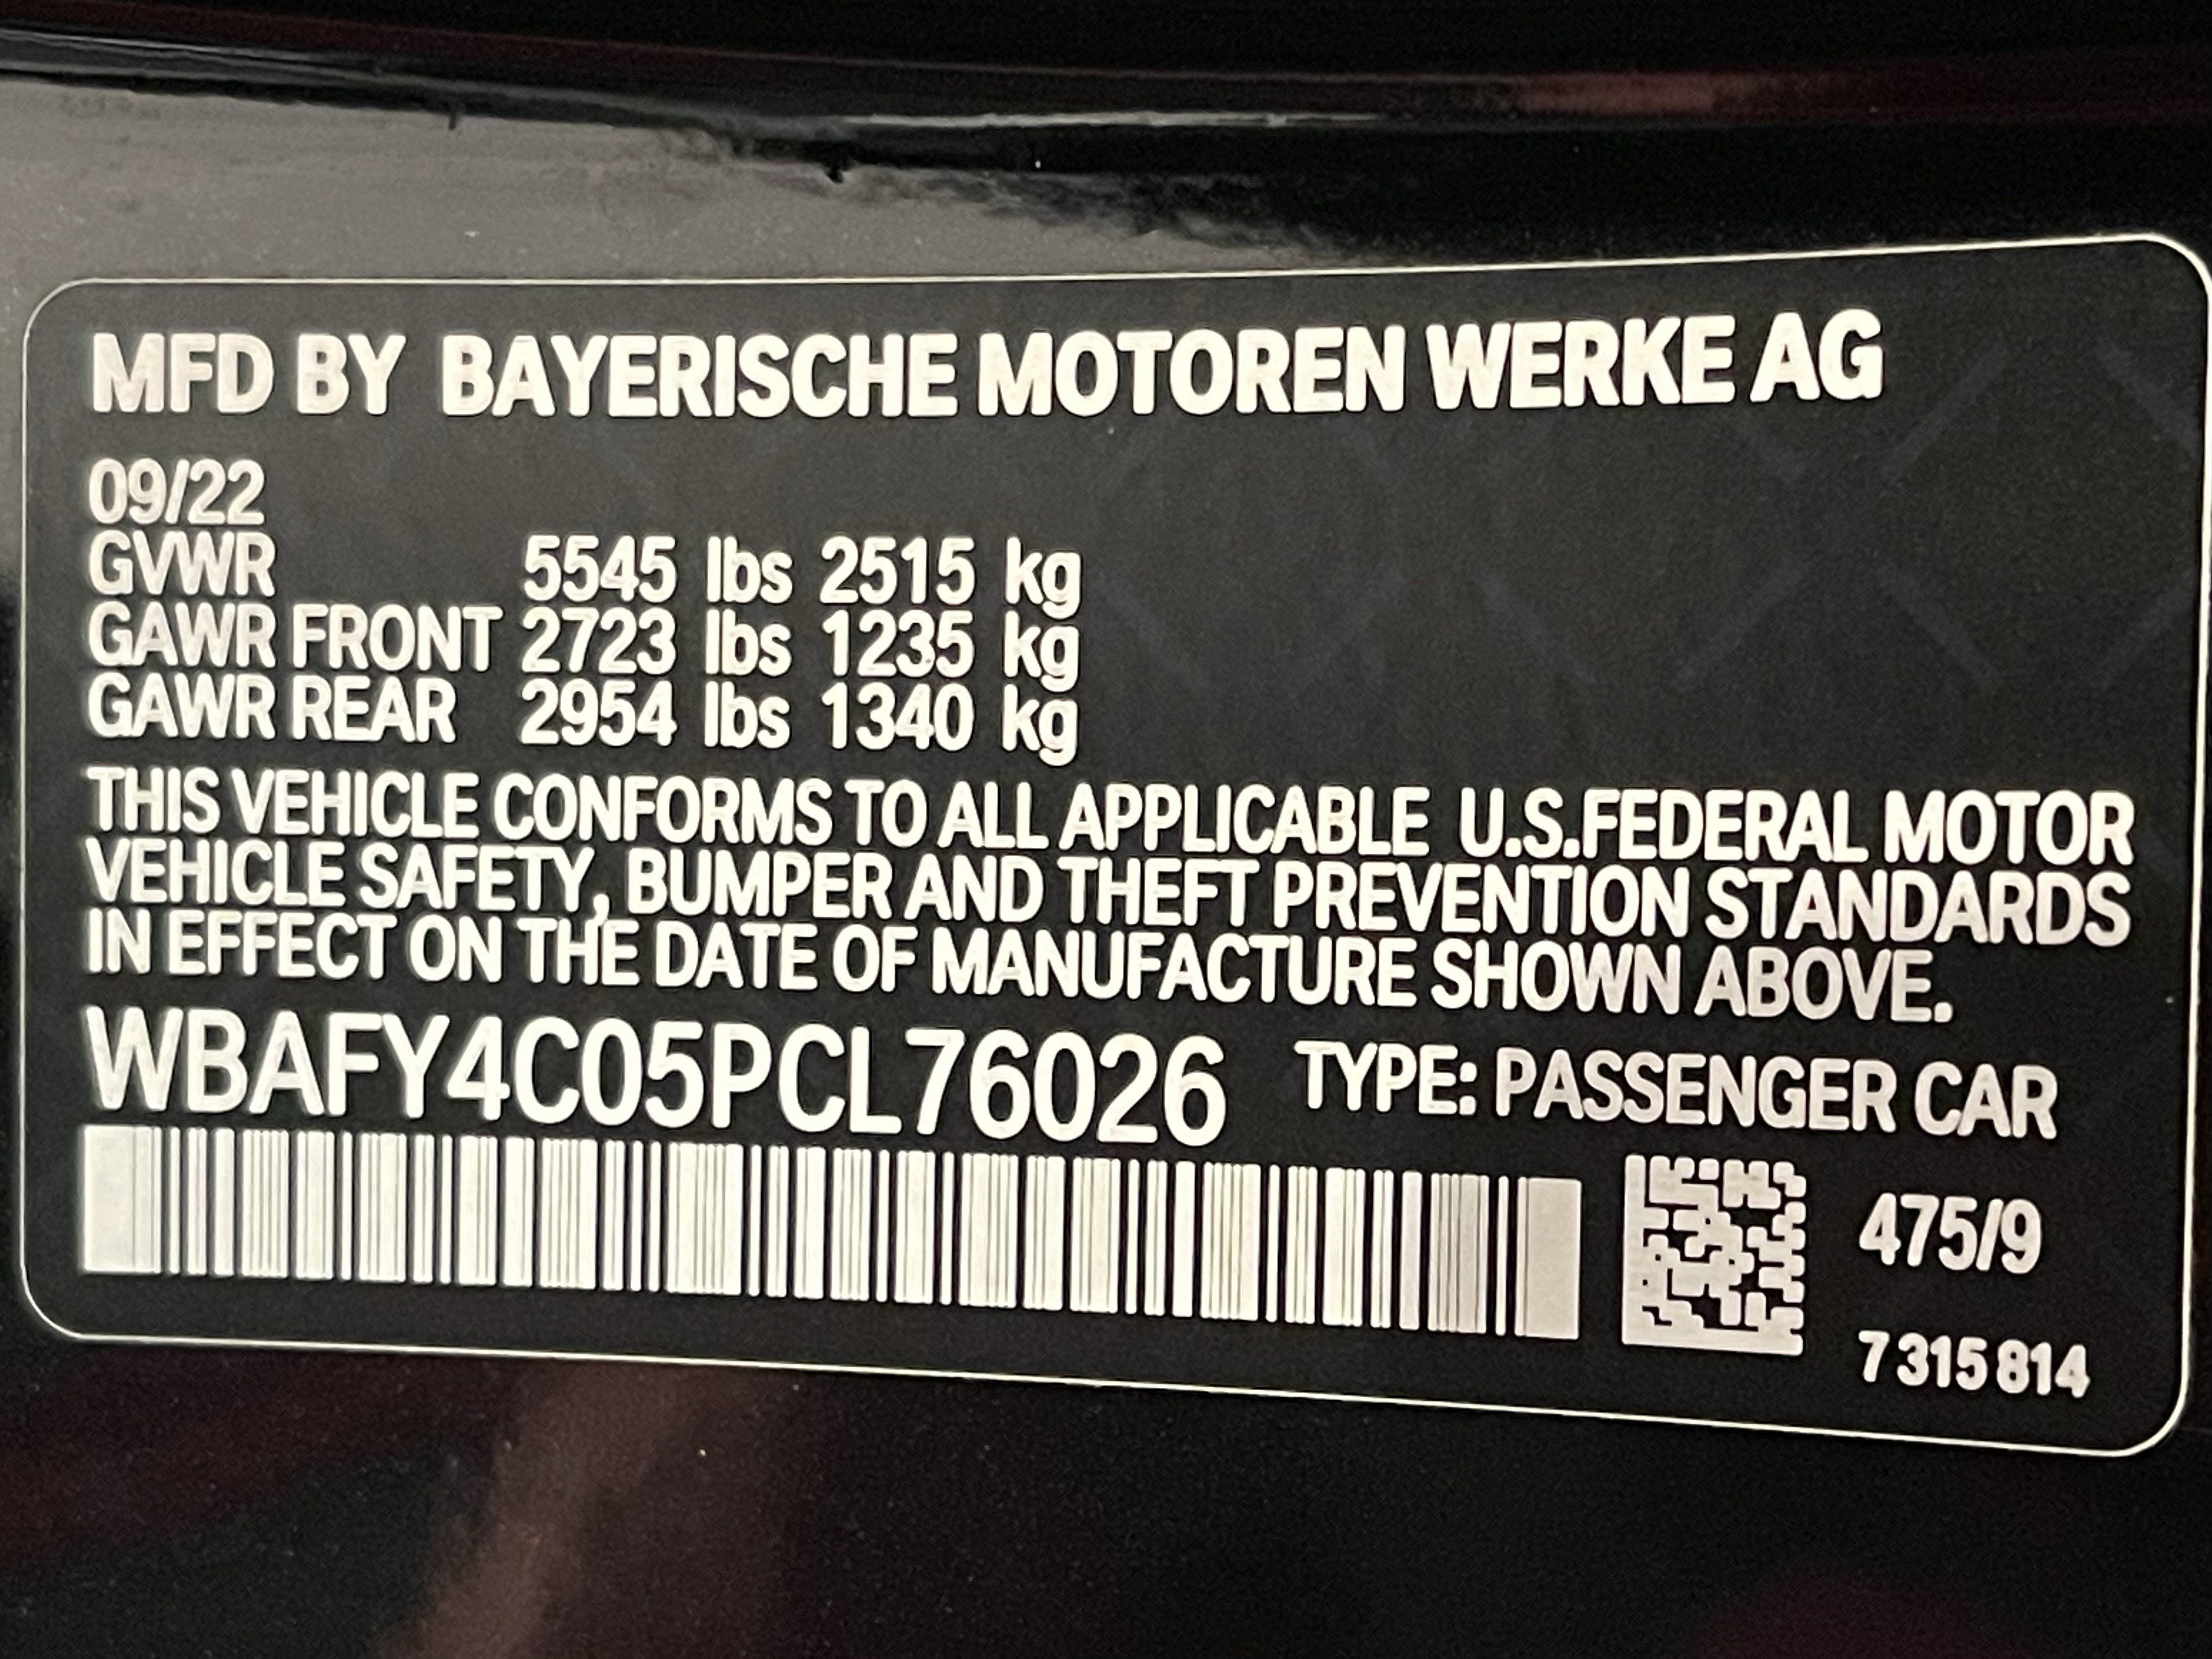 MFD BY BAYERISCHE MOTOREN WERKE AG
09/22
GVWR 5545 lbs 2515 kg
GAWR FRONT 2723 lbs 1235 kg
GAWR REAR 2954 lbs 1340 kg
THIS VEHICLE CONFORMS TO ALL APPLICABLE U.S.FEDERAL MOTOR
VEHICLE SAFETY, BUMPER AND THEFT PREVENTION STANDARDS
IN EFFECT ON THE DATE OF MANUFACTURE SHOWN ABOVE.
WBAFY4C05PCL76026 TYPE: PASSENGER CAR
475/9
7 315 814